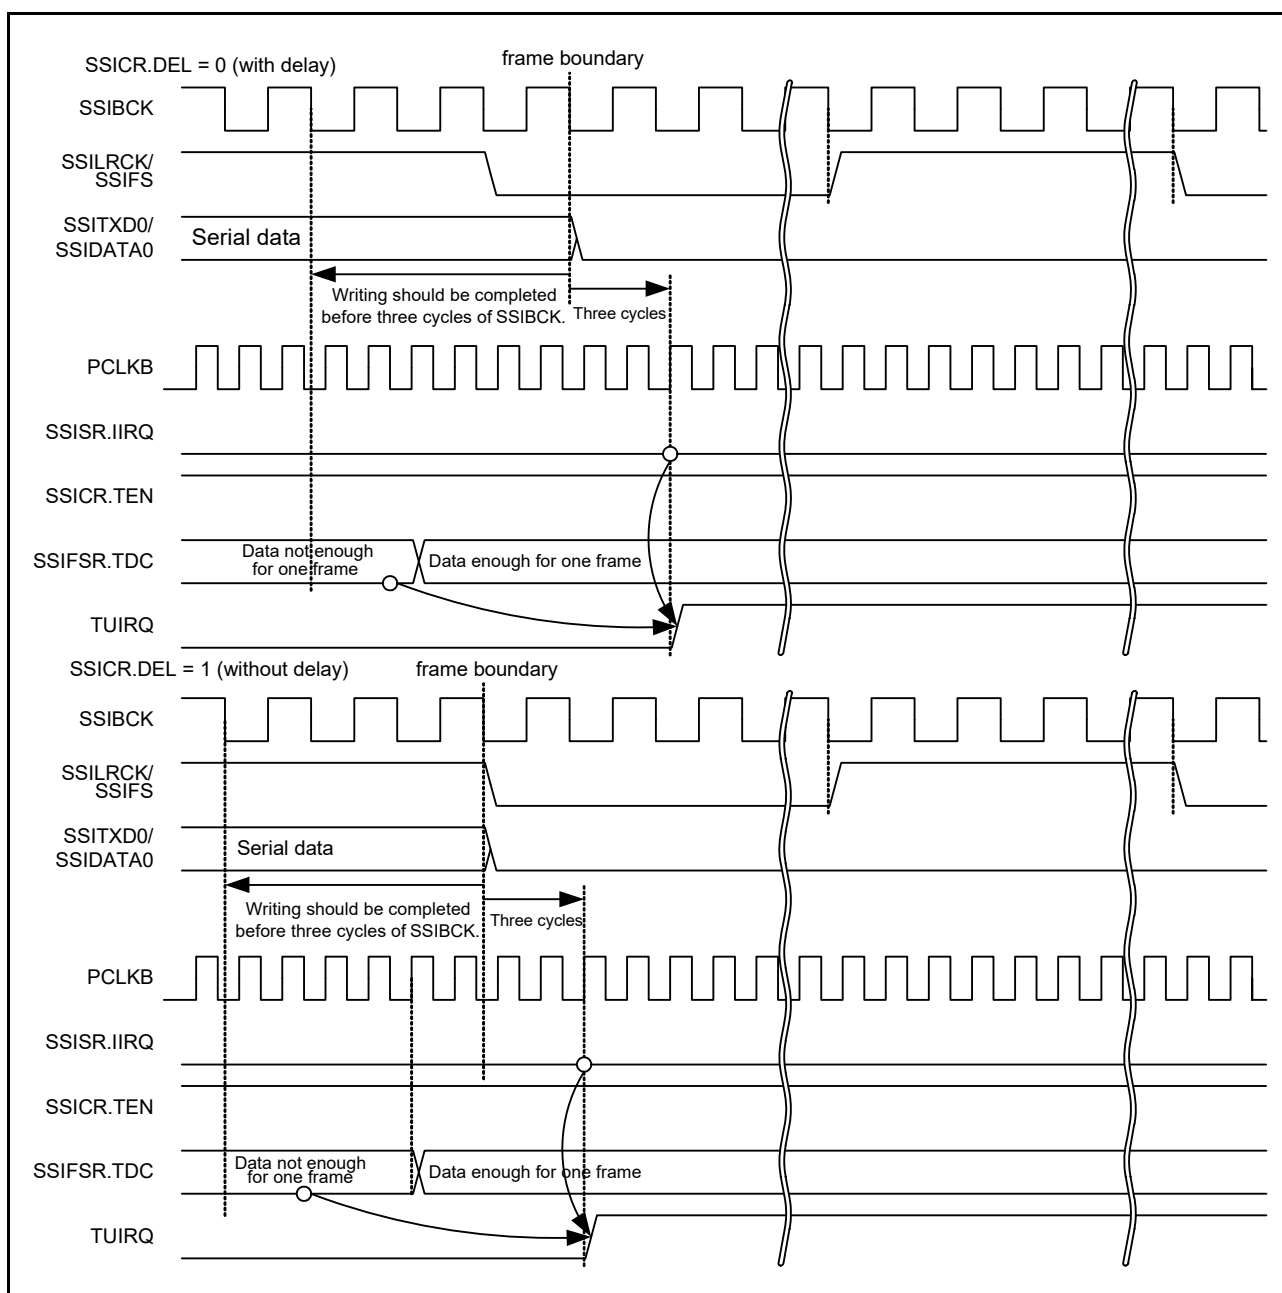 frame boundary
SSICR.DEL = 0 (with delay)
SSIBCK
SSILRCK/
SSIFS
SSITXD0/
SSIDATA0
Serial data
Writing should be completed
before three cycles of SSIBCK.
Three cycles
PCLKB
SSISR.IIRQ
SSICR.TEN
SSIFSR.TDC
Data not enough
for one frame
Data enough for one frame
TUIRQ
SSICR.DEL = 1 (without delay)
frame boundary
SSIBCK
SSILRCK/
SSIFS
SSITXD0/
SSIDATA0
Serial data
Writing should be completed
before three cycles of SSIBCK.
Three cycles
PCLKB
SSISR.IIRQ
SSICR.TEN
SSIFSR.TDC
Data not enough
for one frame
Data enough for one frame
TUIRQ